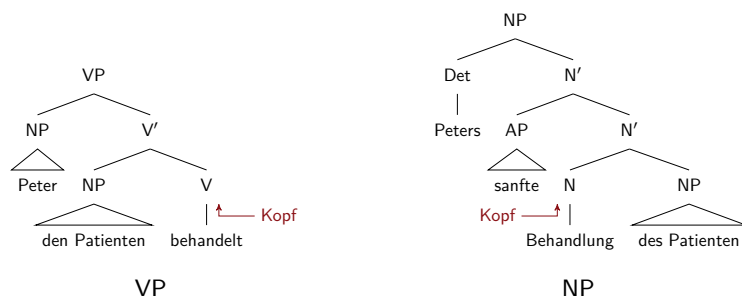 NP
VP
Det N′
NP V′
Peters AP N′
Peter NP V
sanfte N NP
Kopf Kopf
den Patienten behandelt
Behandlung des Patienten
VP NP